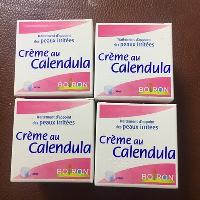 Traitement d'appoint
des peaux irritées
Crème au
Calendula
BOIRON
Traitement d'appoint
des peaux irritées
Crème au
Calendula
BOIRON
Traitement d'appoint
des peaux irritées
Crème au
Calendula
BOIRON
Traitement d'appoint
des peaux irritées
Crème au
Calendula
BOIRON